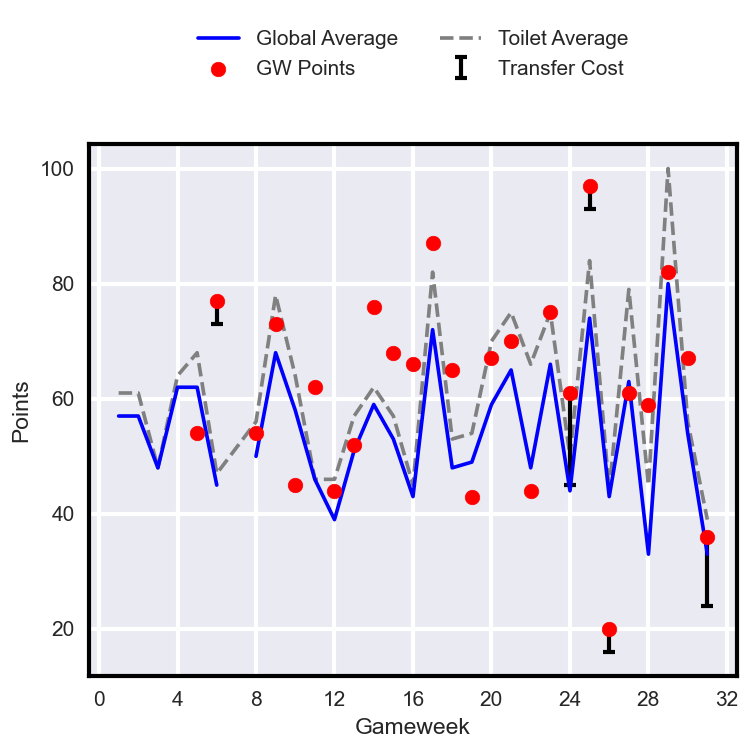 Global Average
Toilet Average
GW Points
Transfer Cost
100
80
60
40
20
Points
0 4 8 12 16 20 24 28 32
Gameweek